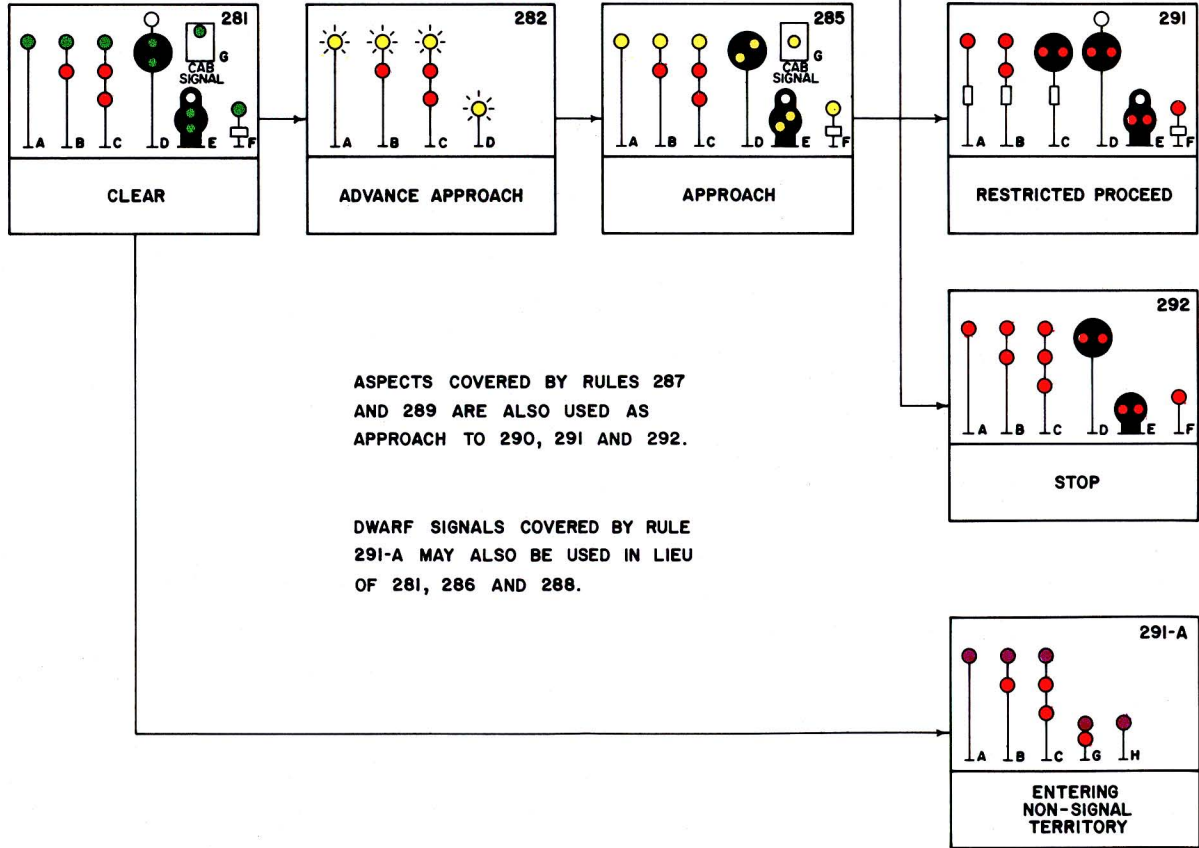 281
G
CAB
SIGNAL
A B C D E F
CLEAR
282
A B C D
ADVANCE APPROACH
285
G
CAB
SIGNAL
A B C D E F
APPROACH
291
A B C D E F
RESTRICTED PROCEED
292
A B C D E F
STOP
ASPECTS COVERED BY RULES 287
AND 289 ARE ALSO USED AS
APPROACH TO 290, 291 AND 292.
DWARF SIGNALS COVERED BY RULE
291-A MAY ALSO BE USED IN LIEU
OF 281, 286 AND 288.
291-A
A B C G H
ENTERING
NON-SIGNAL
TERRITORY